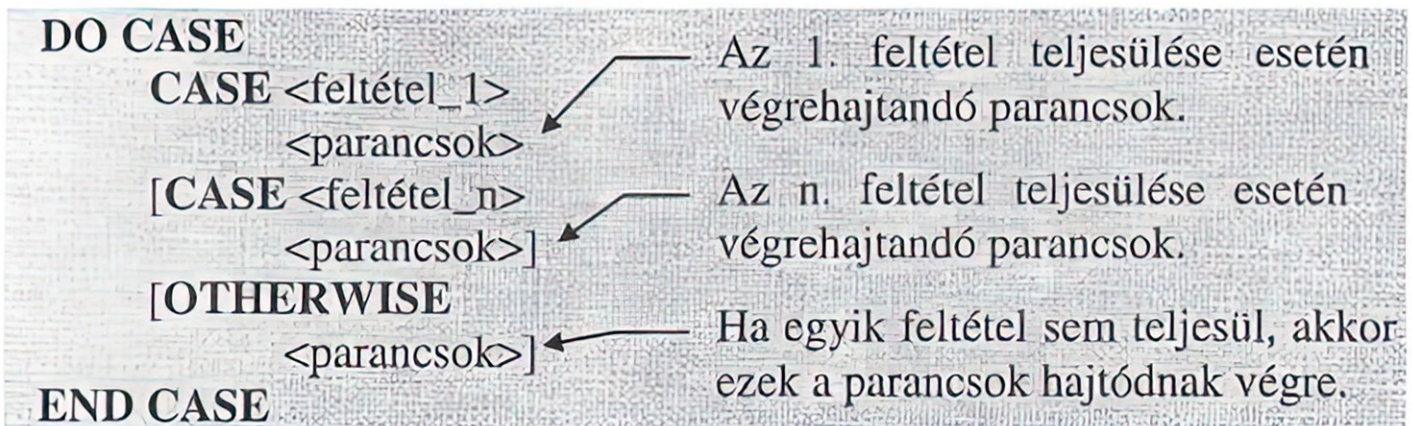 DO CASE
CASE <feltétel_1>
<parancsok>
[CASE <feltétel_n>
<parancsok>]
[OTHERWISE
<parancsok>]
END CASE
Az 1. feltétel teljesülése esetén
végrehajtandó parancsok.
Az n. feltétel teljesülése esetén
végrehajtandó parancsok.
Ha egyik feltétel sem teljesül, akkor
ezek a parancsok hajtódnak végre.